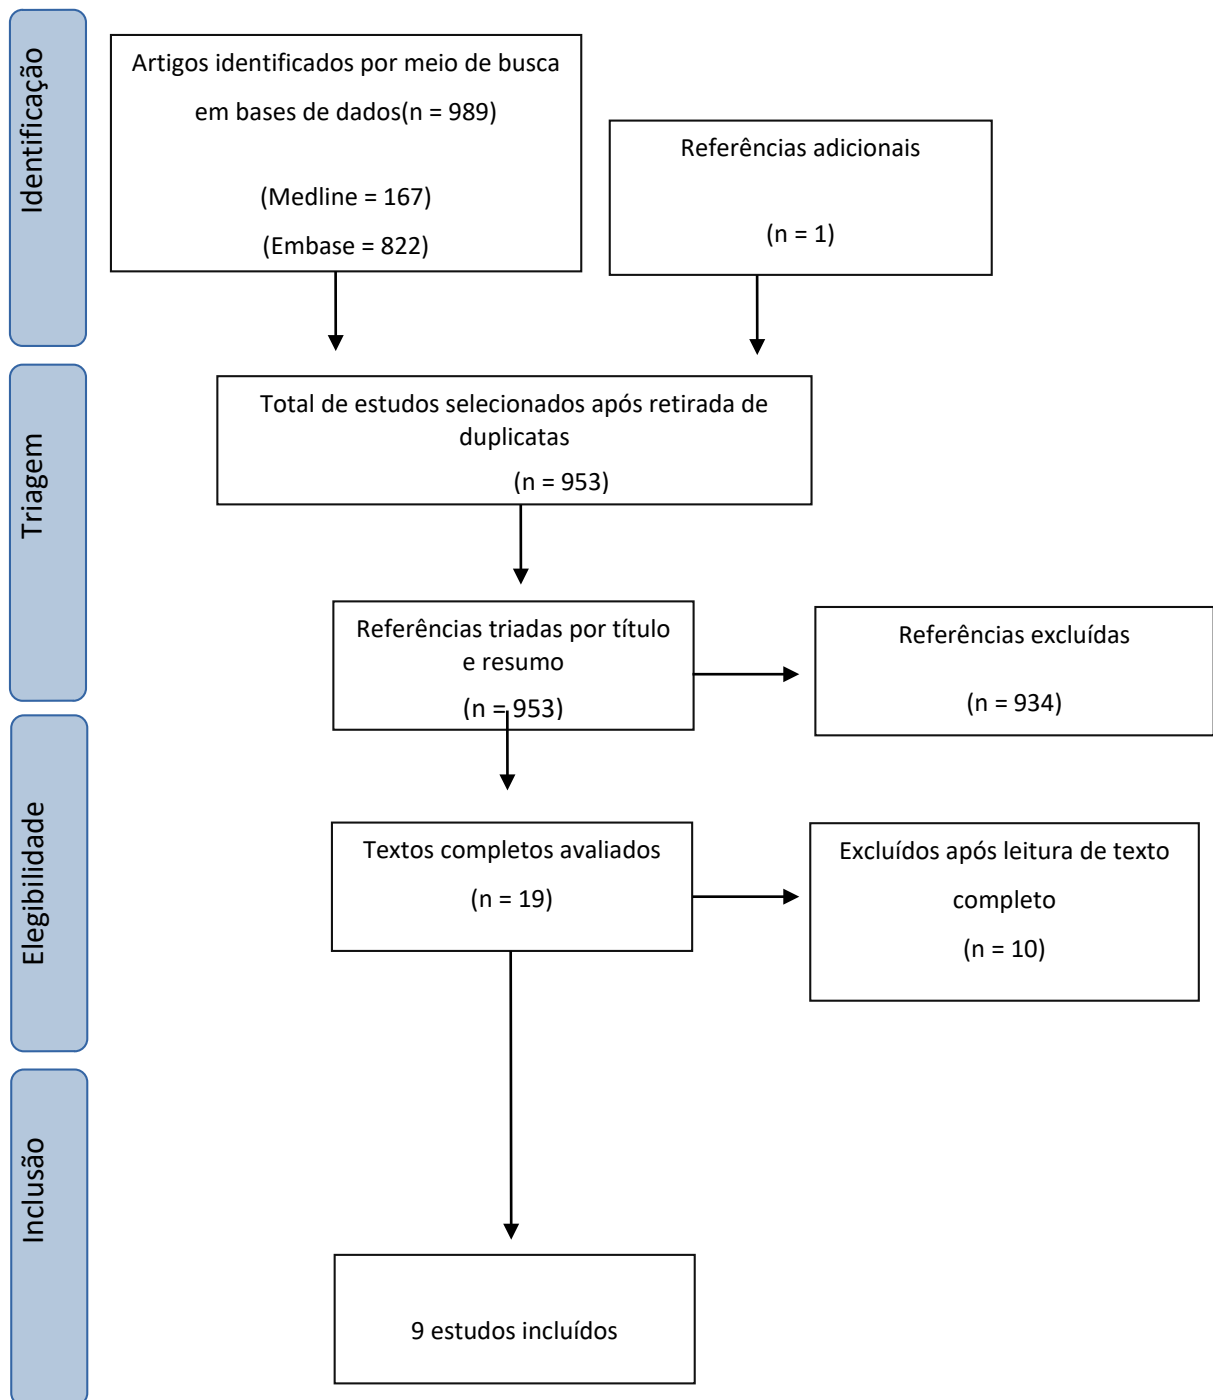 Identificação
Artigos identificados por meio de busca
em bases de dados(n = 989)
(Medline = 167)
(Embase = 822)
Referências adicionais
(n = 1)
Triagem
Total de estudos selecionados após retirada de
duplicatas
(n = 953)
Referências triadas por título
e resumo
(n = 953)
Referências excluídas
(n = 934)
Elegibilidade
Textos completos avaliados
(n = 19)
Excluídos após leitura de texto
completo
(n = 10)
Inclusão
9 estudos incluídos